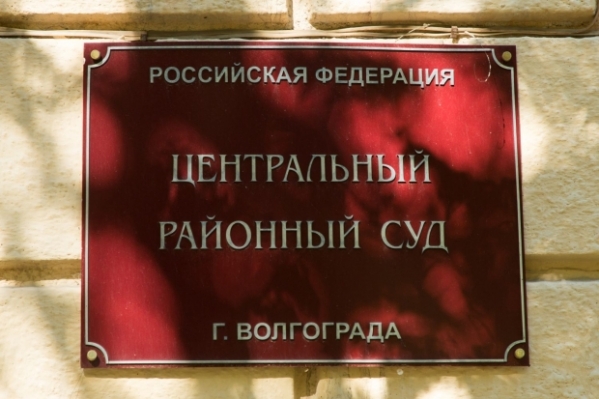 РОССИЙСКАЯ ФЕДЕРАЦИЯ
ЦЕНТРАЛЬНЫЙ
РАЙОННЫЙ СУД
Г. ВОЛГОГРАДА